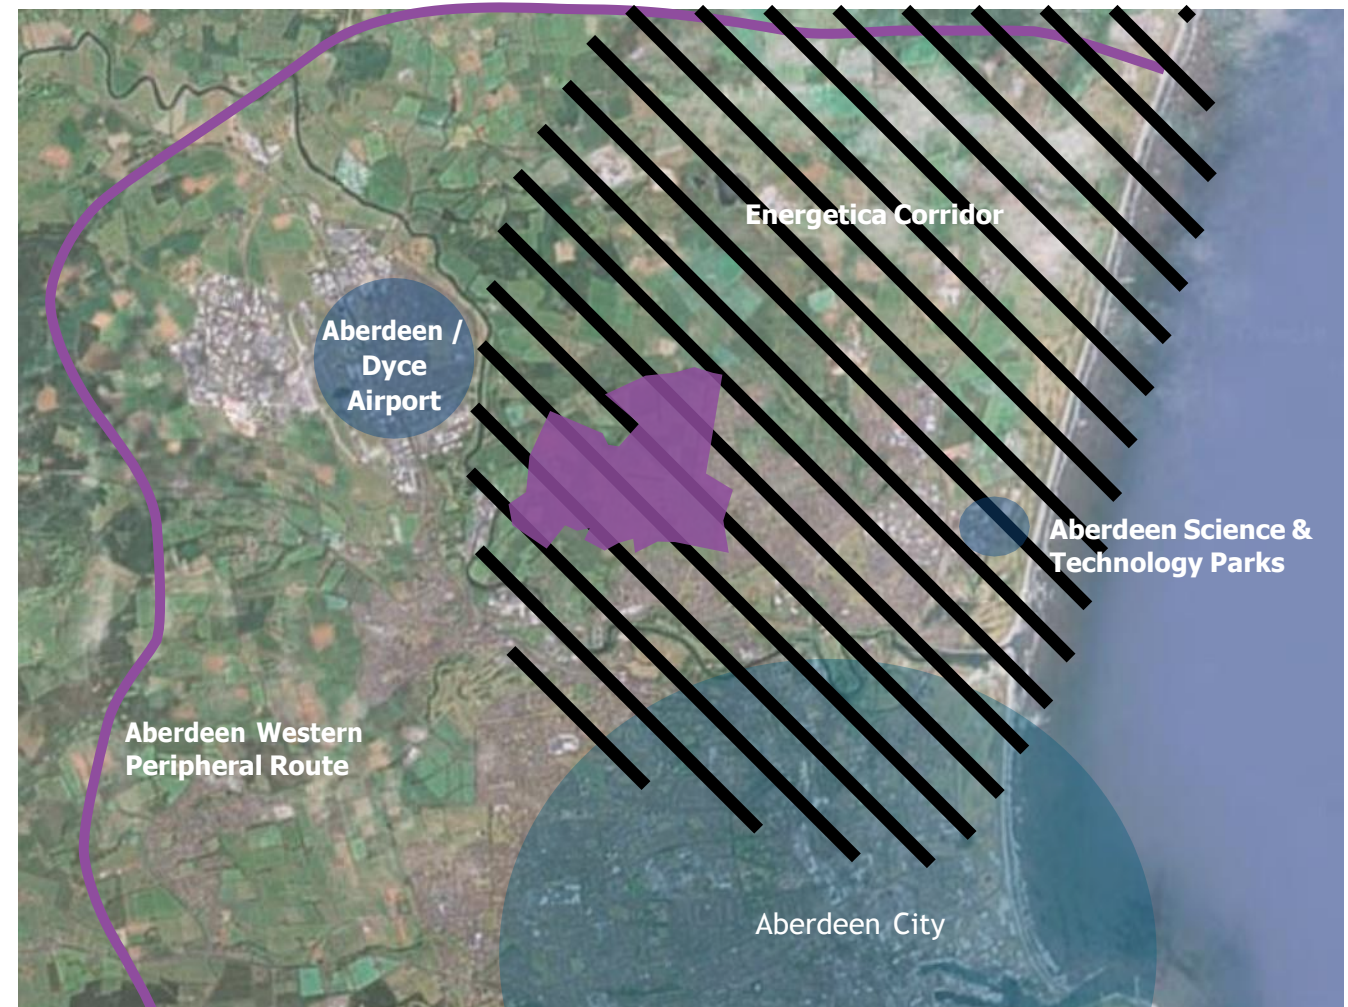 Energetica Corridor
Aberdeen /
Dyce
Airport
Aberdeen Science &
Technology Parks
Aberdeen Western
Peripheral Route
Aberdeen City